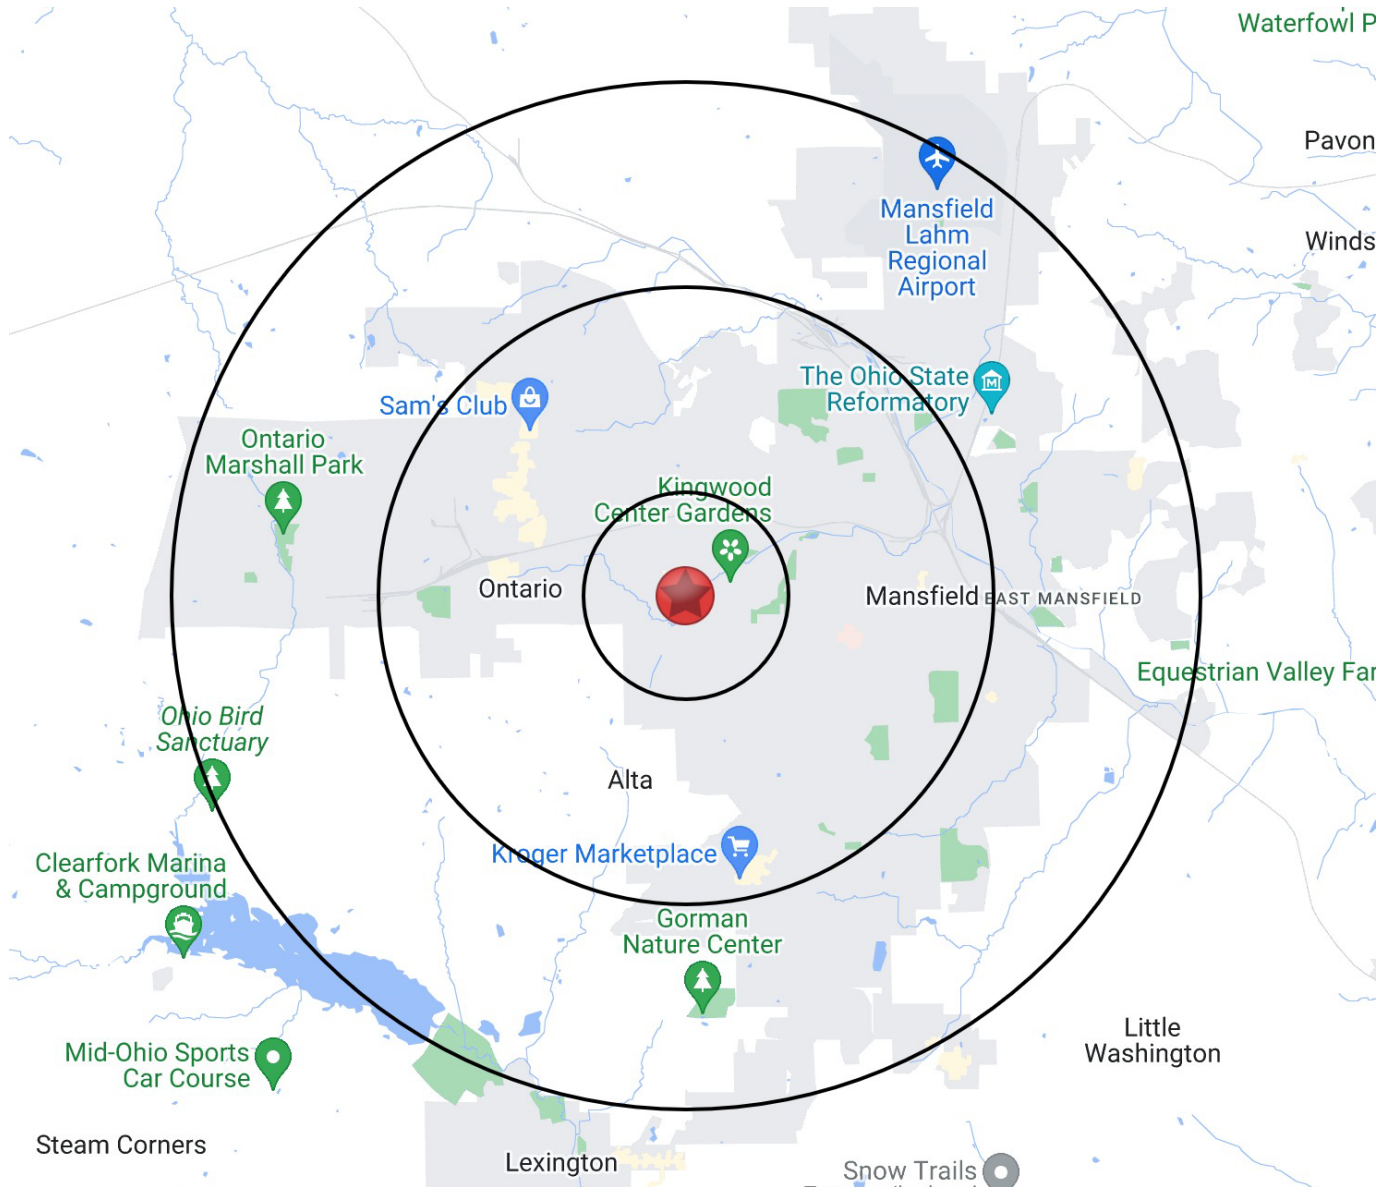 Waterfowl P
Pavon
Mansfield
Lahm
Regional
Airport
Winds
The Ohio State
Reformatory
Sam's Club
Ontario
Marshall Park
Kingwood
Center Gardens
Ontario
Mansfield
EAST MANSFIELD
Equestrian Valley Far
Ohio Bird
Sanctuary
Alta
Kroger Marketplace
Clearfork Marina
& Campground
Gorman
Nature Center
Little
Washington
Mid-Ohio Sports
Car Course
Steam Corners
Lexington
Snow Trails